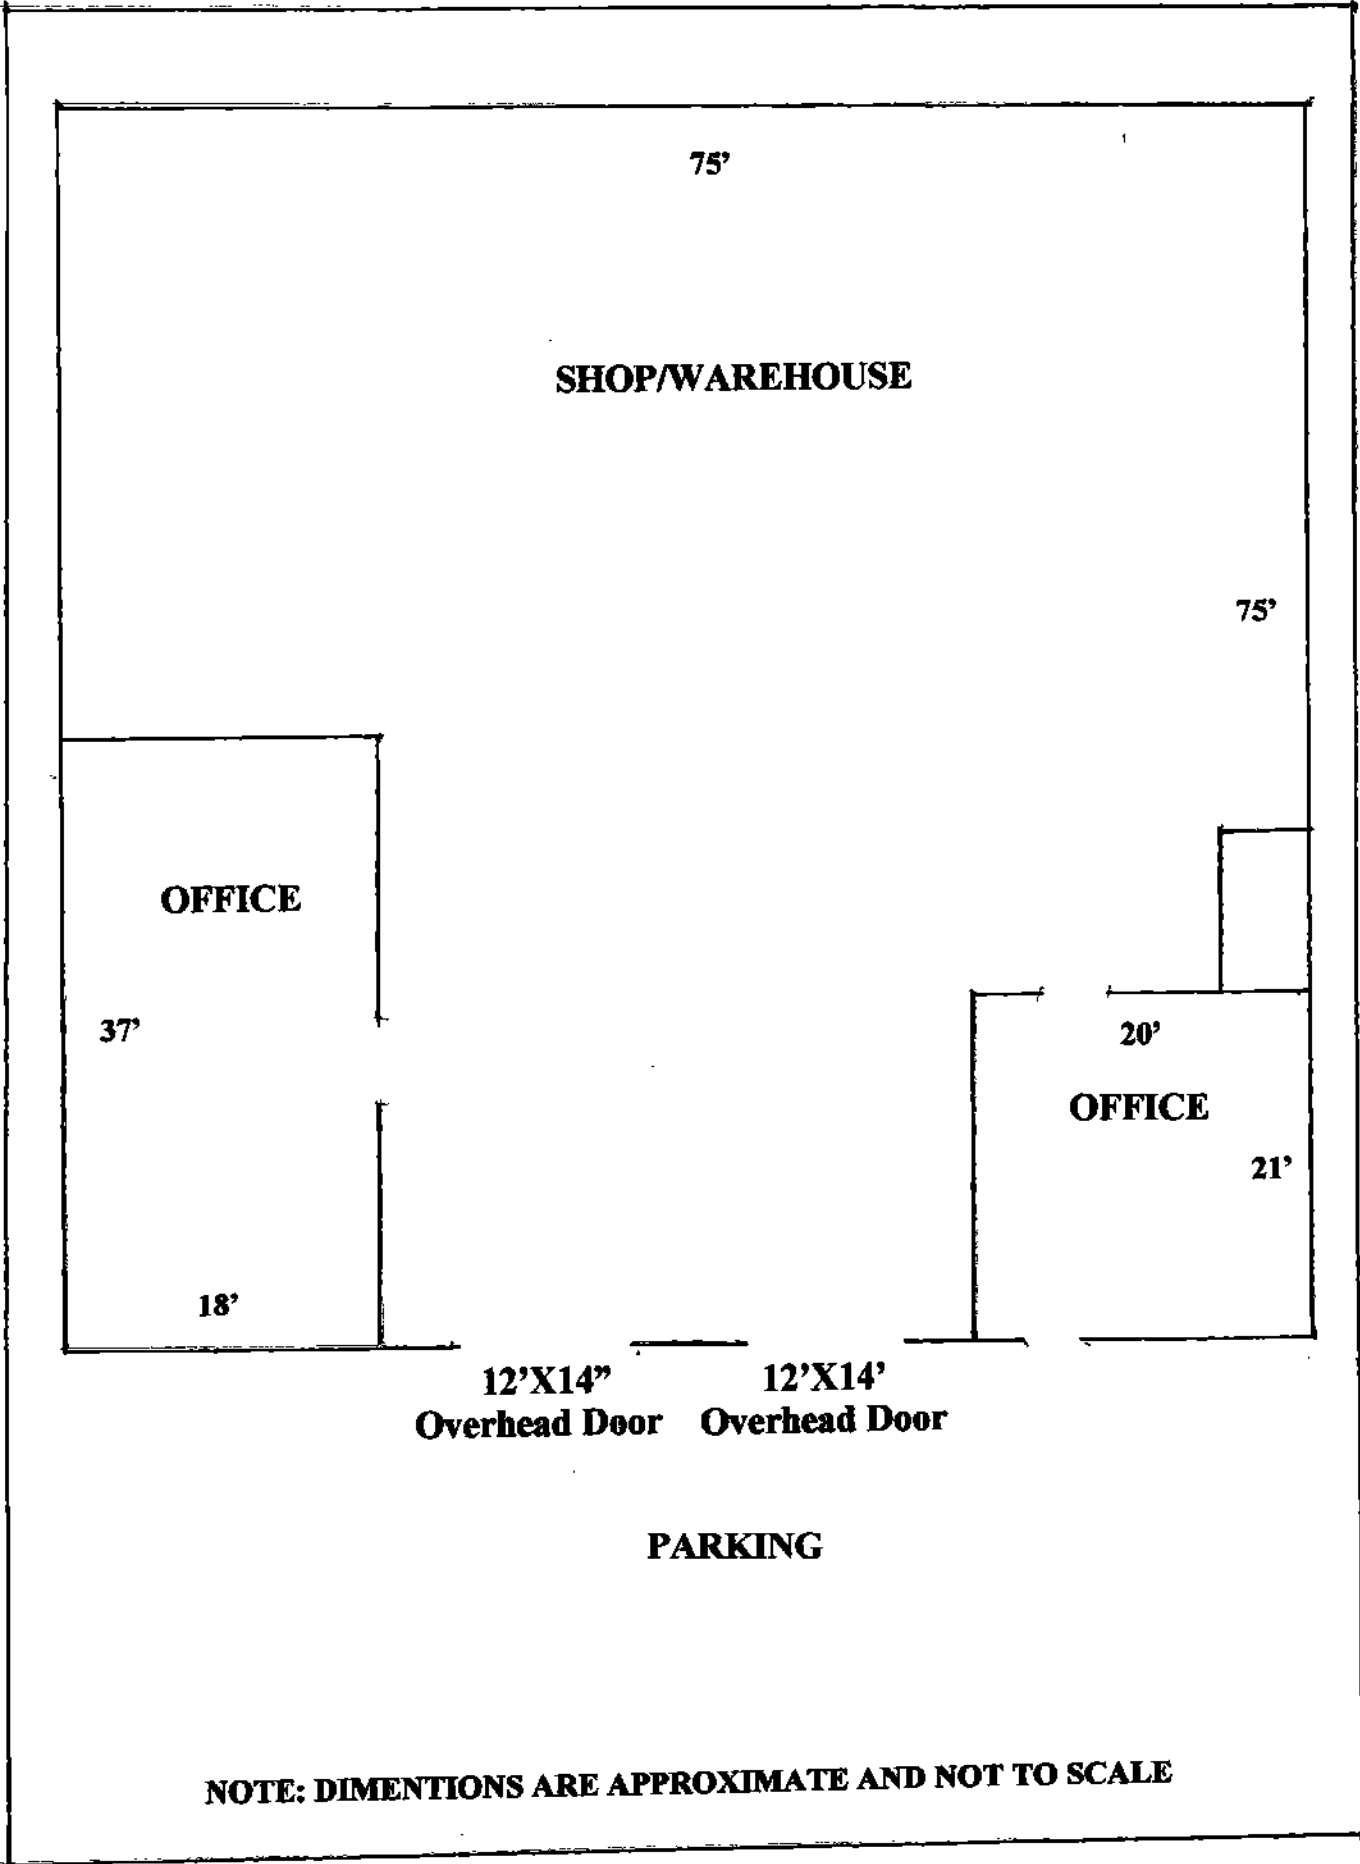 75’
SHOP/WAREHOUSE
75’
OFFICE
37’
20’
OFFICE
21’
18’
12’X14” 12’X14’
Overhead Door Overhead Door
PARKING
NOTE: DIMENTIONS ARE APPROXIMATE AND NOT TO SCALE